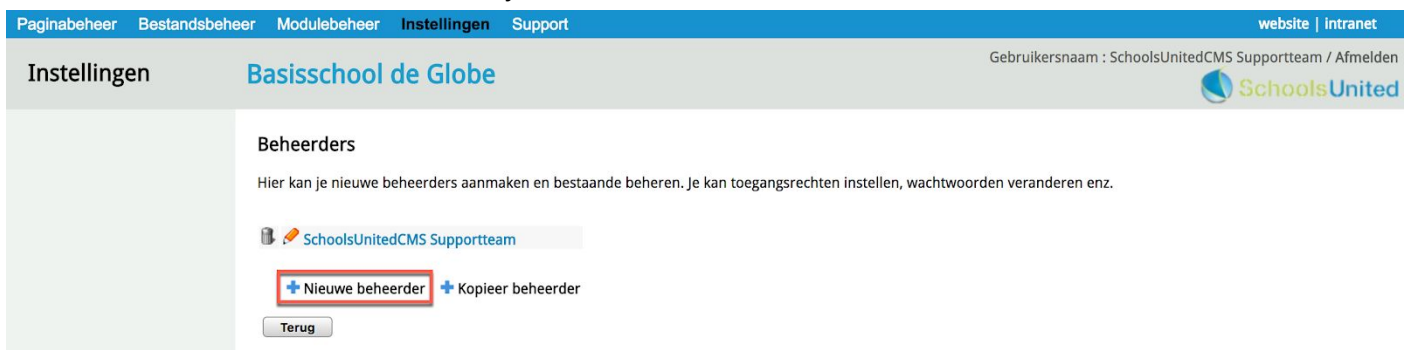 Paginabeheer Bestandsbeheer Modulebeheer Instellingen Support website | intranet
Instellingen Basisschool de Globe Gebruikersnaam : SchoolsUnitedCMS Supportteam / Afmelden
SchoolsUnited
Beheerders
Hier kan je nieuwe beheerders aanmaken en bestaande beheren. Je kan toegangsrechten instellen, wachtwoorden veranderen enz.
SchoolsUnitedCMS Supportteam
Nieuwe beheerder Kopieer beheerder
Terug